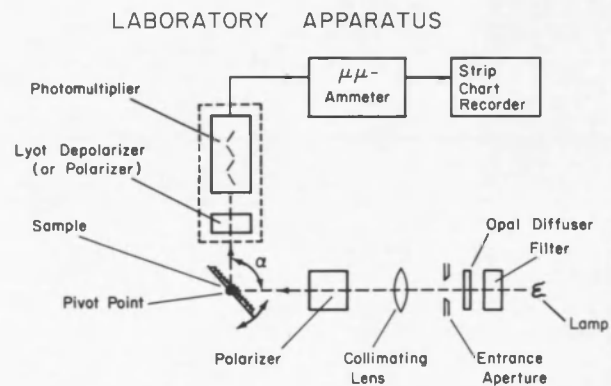 LABORATORY APPARATUS
Photomultiplier
μμ-
Ammeter
Strip
Chart
Recorder
Lyot Depolarizer
(or Polarizer)
Sample
α
Pivot Point
Polarizer
Collimating
Lens
Entrance
Aperture
Opal Diffuser
Filter
Lamp